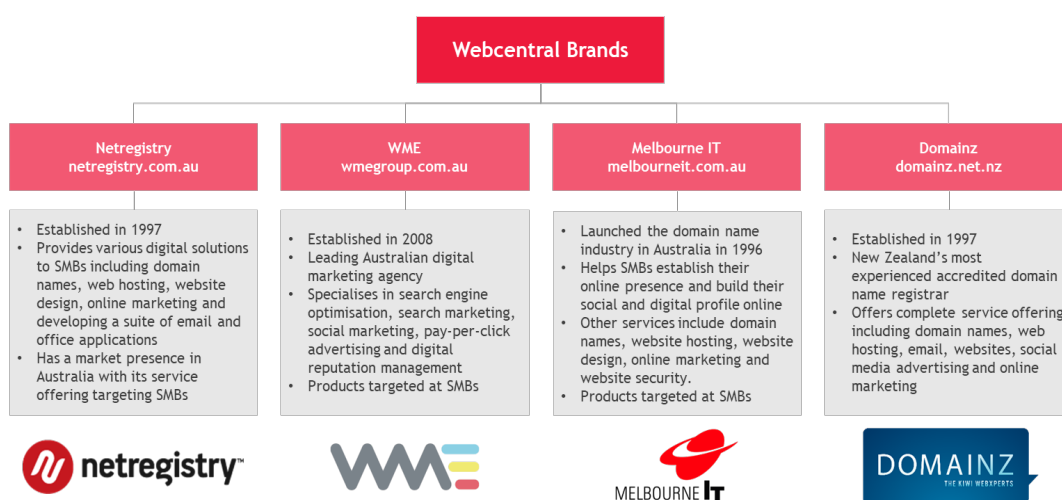 Webcentral Brands
Netregistry
netregistry.com.au
WME
wmegroup.com.au
Melbourne IT
melbourneit.com.au
Domainz
domainz.net.nz
• Established in 1997
• Provides various digital solutions
to SMBs including domain
names, web hosting, website
design, online marketing and
developing a suite of email and
office applications
• Has a market presence in
Australia with its service
offering targeting SMBs
• Established in 2008
• Leading Australian digital
marketing agency
• Specialises in search engine
optimisation, search marketing,
social marketing, pay-per-click
advertising and digital
reputation management
• Products targeted at SMBs
• Launched the domain name
industry in Australia in 1996
• Helps SMBs establish their
online presence and build their
social and digital profile online
• Other services include domain
names, website hosting, website
design, online marketing and
website security.
• Products targeted at SMBs
• Established in 1997
• New Zealand's most
experienced accredited domain
name registrar
• Offers complete service offering
including domain names, web
hosting, email, websites, social
media advertising and online
marketing
netregistry™
WME
MELBOURNE IT
DOMAINZ
THE KIWI WEBXPERTS